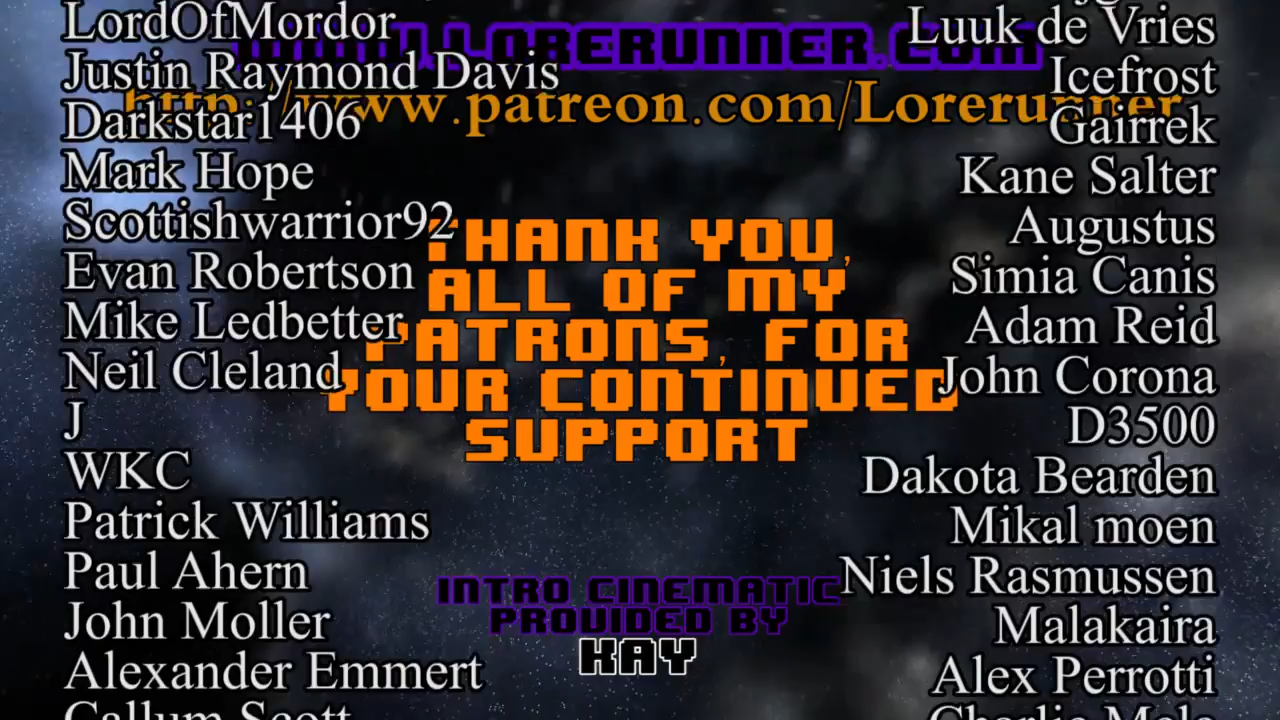 LordOfMordor
Justin Raymond Davis
Darkstar1406
Mark Hope
Scottishwarrior92
Evan Robertson
Mike Ledbetter
Neil Cleland
J
WKC
Patrick Williams
Paul Ahern
John Moller
Alexander Emmert
Callum Scott
WWW.LORERUNNER.COM
http://www.patreon.com/Lorerunner
THANK YOU,
ALL OF MY
PATRONS, FOR
YOUR CONTINUED
SUPPORT
INTRO CINEMATIC
PROVIDED BY
KAY
Luuk de Vries
Icefrost
Gairrek
Kane Salter
Augustus
Simia Canis
Adam Reid
John Corona
D3500
Dakota Bearden
Mikal moen
Niels Rasmussen
Malakaira
Alex Perrotti
Charlie